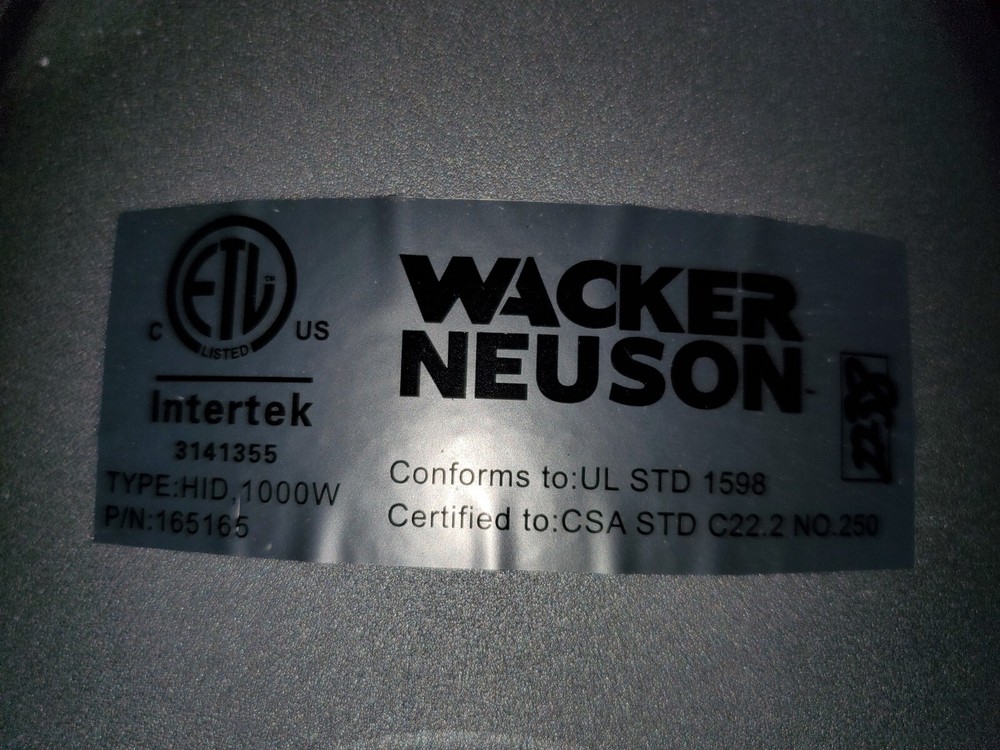 ETL
C US
LISTED
Intertek
3141355
TYPE:HID,1000W
P/N:165165
WACKER
NEUSON
Conforms to:UL STD 1598
Certified to:CSA STD C22.2 NO.250